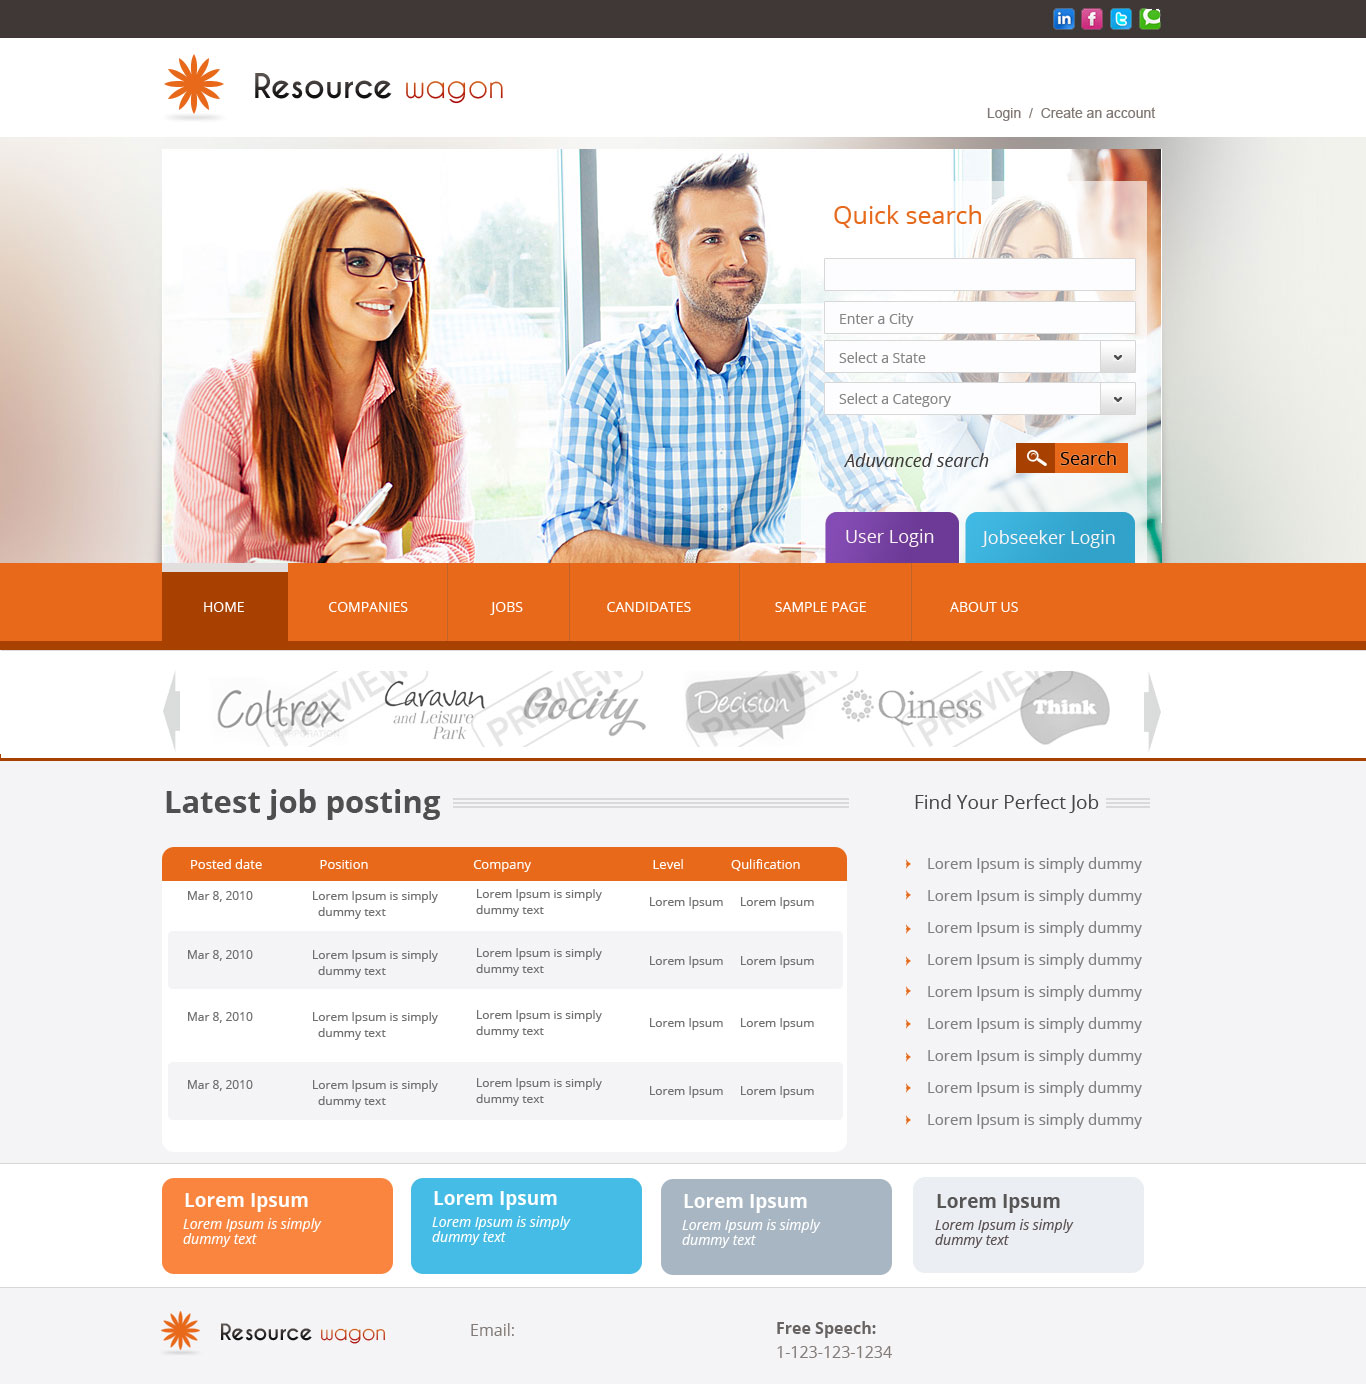 in f t
Resource wagon
Login / Create an account
Quick search
Enter a City
Select a State
Select a Category
Aduvanced search
Search
User Login
Jobseeker Login
HOME COMPANIES JOBS CANDIDATES SAMPLE PAGE ABOUT US
Coltrex
CORPORATION
Caravan
and Leisure
Park
Gocity
Decision
Qiness
Think
PREVIEW PREVIEW PREVIEW PREVIEW
Latest job posting
Posted date Position Company Level Qulification
Mar 8, 2010 Lorem Ipsum is simply Lorem Ipsum is simply Lorem Ipsum Lorem Ipsum
dummy text dummy text
Mar 8, 2010 Lorem Ipsum is simply Lorem Ipsum is simply Lorem Ipsum Lorem Ipsum
dummy text dummy text
Mar 8, 2010 Lorem Ipsum is simply Lorem Ipsum is simply Lorem Ipsum Lorem Ipsum
dummy text dummy text
Mar 8, 2010 Lorem Ipsum is simply Lorem Ipsum is simply Lorem Ipsum Lorem Ipsum
dummy text dummy text
Find Your Perfect Job
Lorem Ipsum is simply dummy
Lorem Ipsum is simply dummy
Lorem Ipsum is simply dummy
Lorem Ipsum is simply dummy
Lorem Ipsum is simply dummy
Lorem Ipsum is simply dummy
Lorem Ipsum is simply dummy
Lorem Ipsum is simply dummy
Lorem Ipsum is simply dummy
Lorem Ipsum
Lorem Ipsum is simply
dummy text
Lorem Ipsum
Lorem Ipsum is simply
dummy text
Lorem Ipsum
Lorem Ipsum is simply
dummy text
Lorem Ipsum
Lorem Ipsum is simply
dummy text
Resource wagon
Email:
Free Speech:
1-123-123-1234